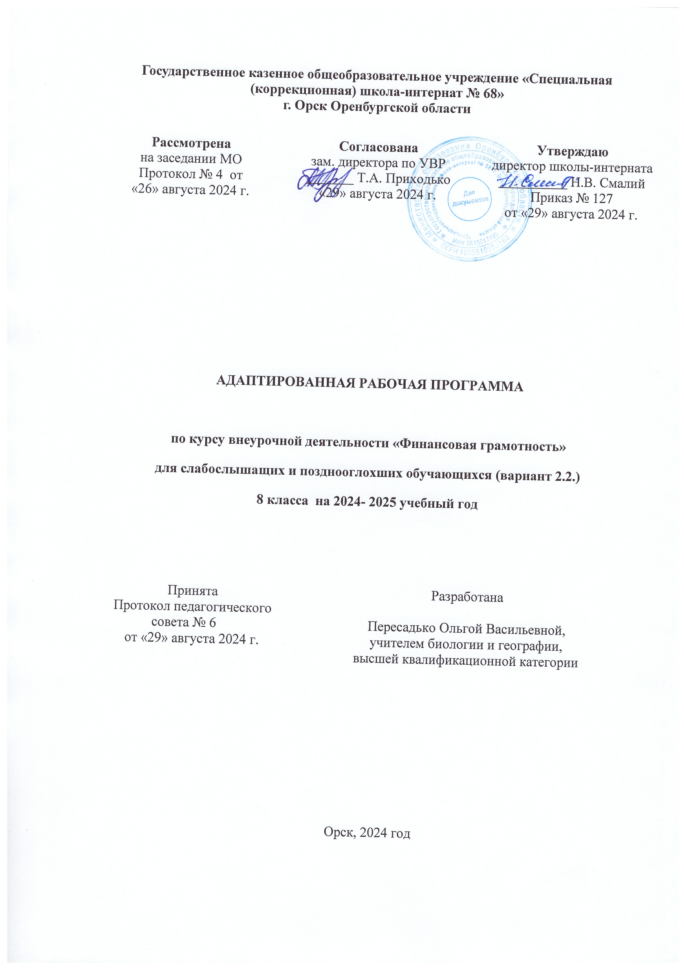 Государственное казенное общеобразовательное учреждение «Специальная
(коррекционная) школа-интернат № 68»
г. Орск Оренбургской области
Рассмотрена
на заседании МО
Протокол № 4 от
«26» августа 2024 г.
Согласована
зам. директора по УВР
Т.А. Приходько
«29» августа 2024 г.
Утверждаю
директор школы-интерната
Н.В. Смалий
Приказ № 127
от «29» августа 2024 г.
Для
документов
АДАПТИРОВАННАЯ РАБОЧАЯ ПРОГРАММА
по курсу внеурочной деятельности «Финансовая грамотность»
для слабослышащих и позднооглохших обучающихся (вариант 2.2.)
8 класса на 2024- 2025 учебный год
Принята
Протокол педагогического
совета № 6
от «29» августа 2024 г.
Разработана
Пересадько Ольгой Васильевной,
учителем биологии и географии,
высшей квалификационной категории
Орск, 2024 год